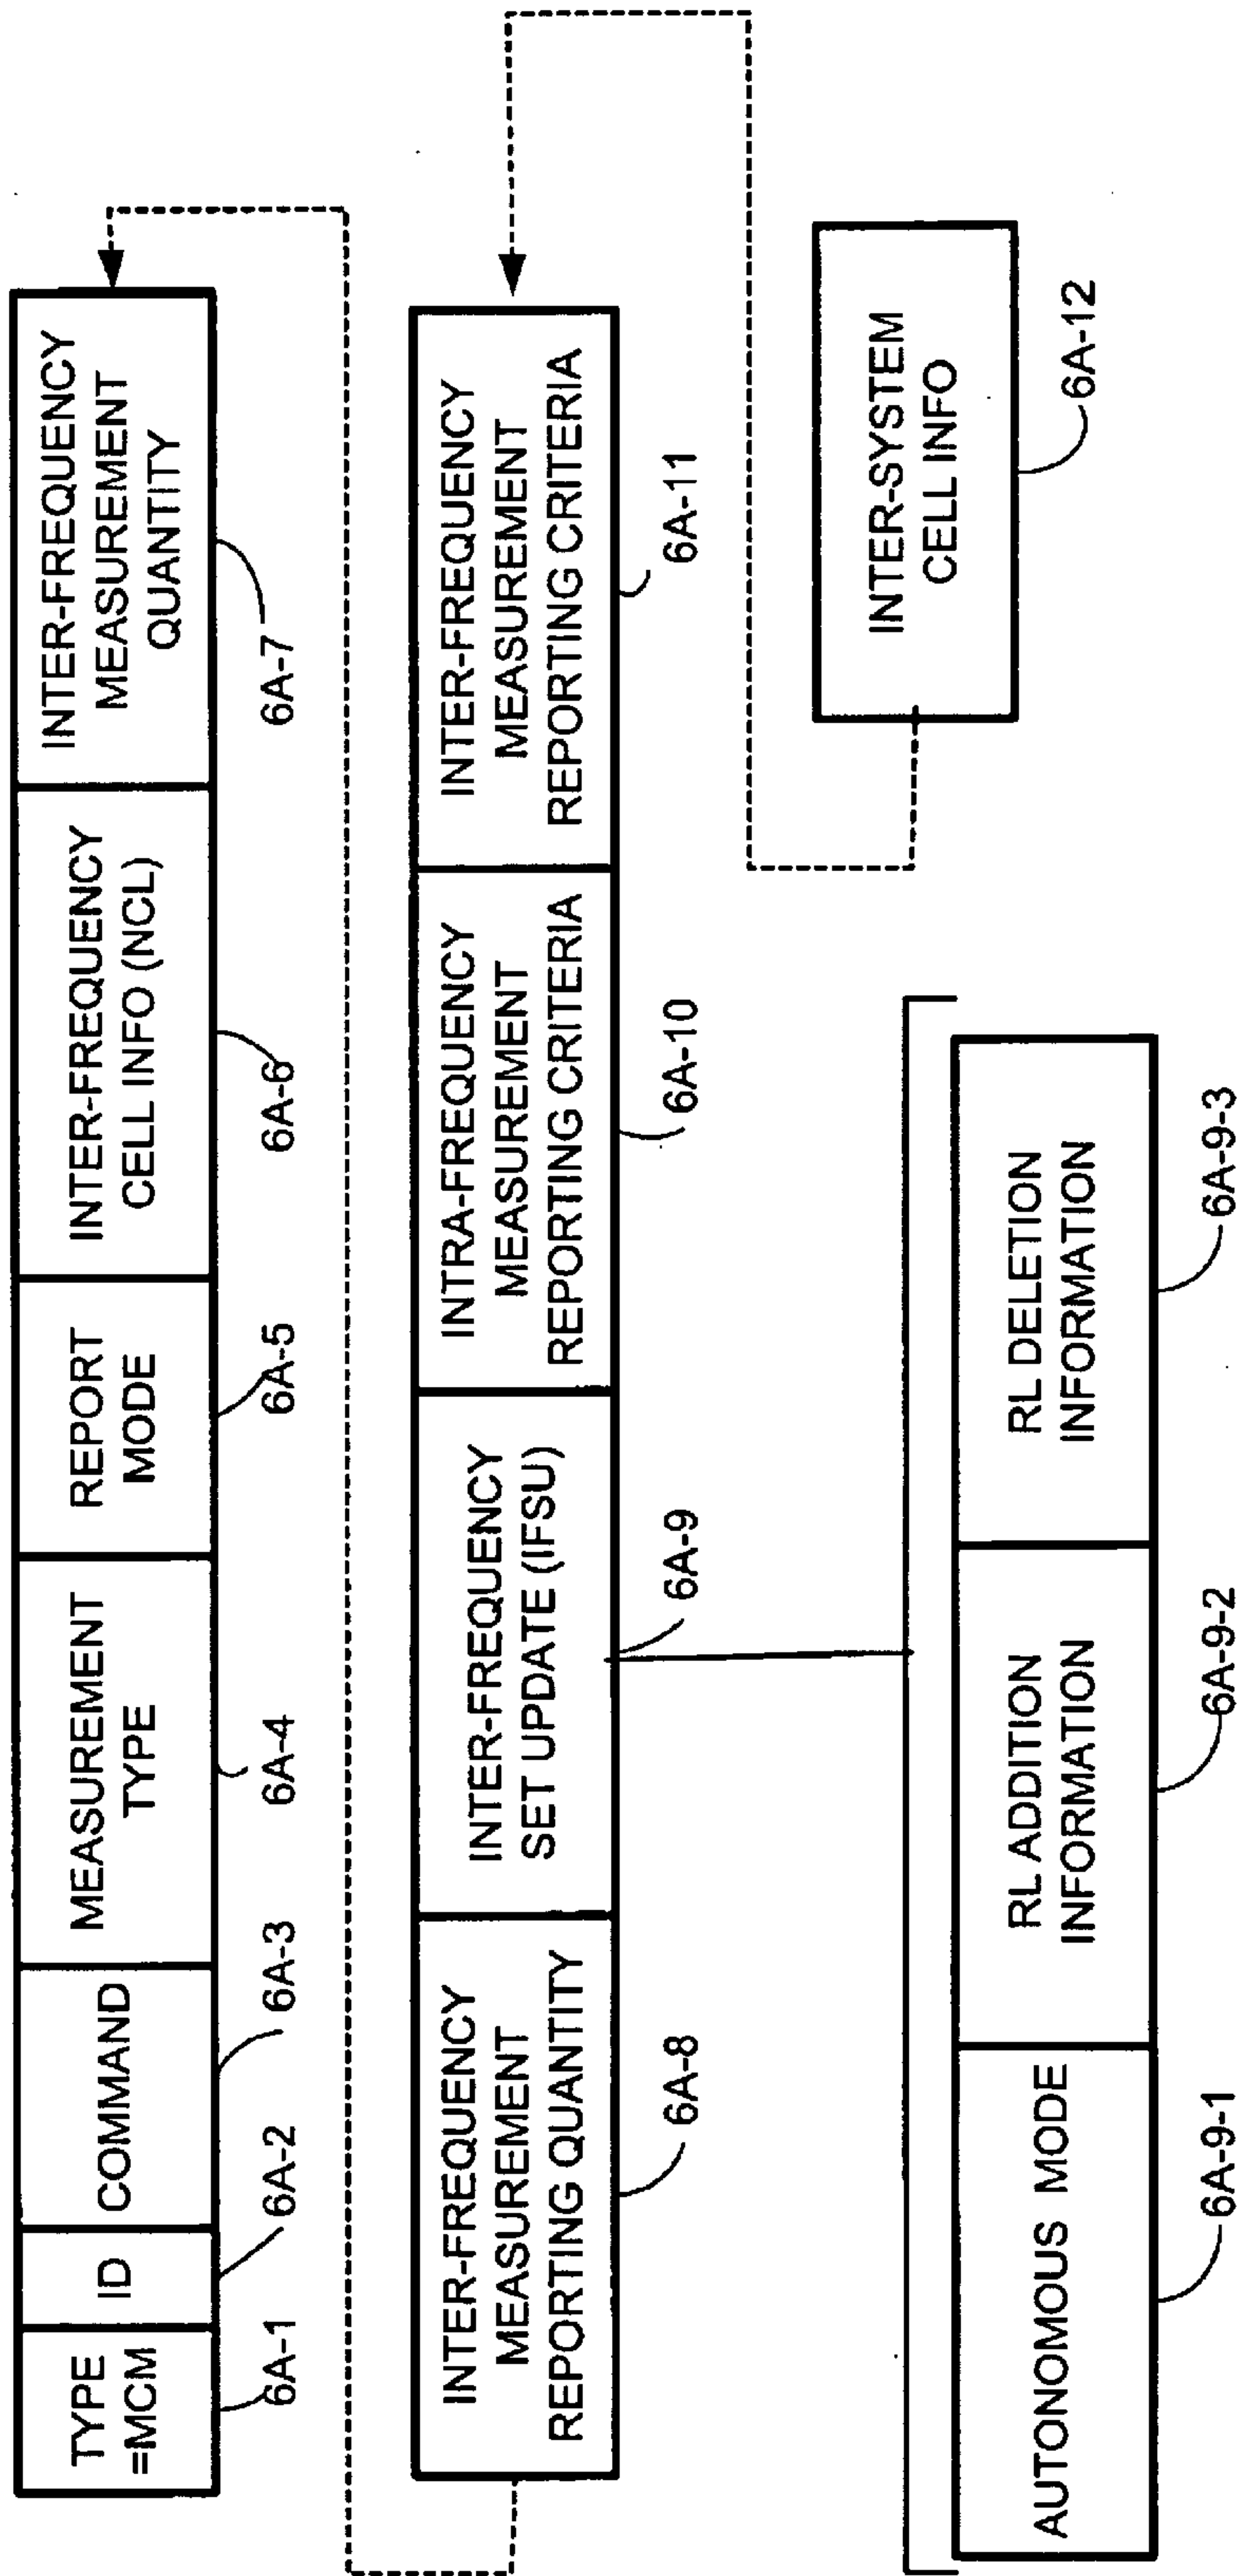 TYPE
=MCM
ID
COMMAND
MEASUREMENT
TYPE
REPORT
MODE
INTER-FREQUENCY
CELL INFO (NCL)
INTER-FREQUENCY
MEASUREMENT
QUANTITY
6A-1
6A-2
6A-3
6A-4
6A-5
6A-6
6A-7
INTER-FREQUENCY
MEASUREMENT
REPORTING QUANTITY
INTER-FREQUENCY
SET UPDATE (IFSU)
INTRA-FREQUENCY
MEASUREMENT
REPORTING CRITERIA
INTER-FREQUENCY
MEASUREMENT
REPORTING CRITERIA
6A-8
6A-9
6A-10
6A-11
INTER-SYSTEM
CELL INFO
6A-12
AUTONOMOUS MODE
RL ADDITION
INFORMATION
RL DELETION
INFORMATION
6A-9-1
6A-9-2
6A-9-3